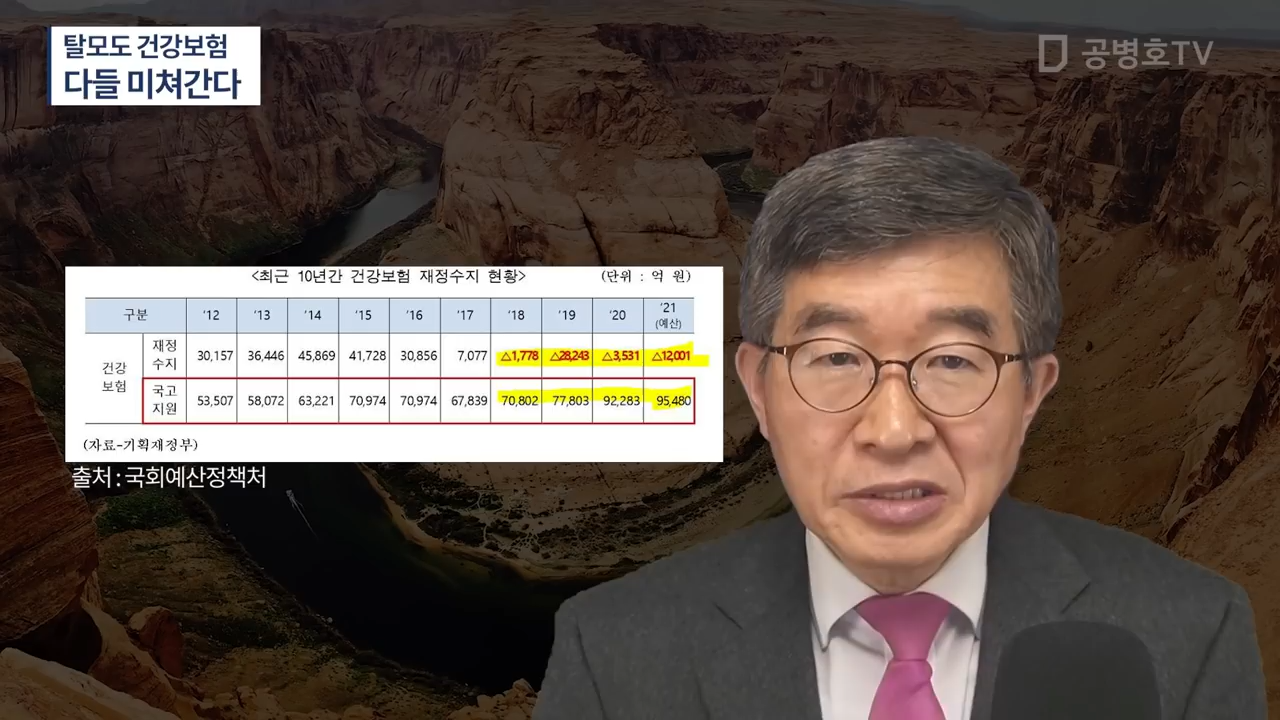 탈모도 건강보험
다들 미쳐간다
공병호TV
<최근 10년간 건강보험 재정수지 현황> (단위 : 억 원)
구분 '12 '13 '14 '15 '16 '17 '18 '19 '20 '21 (예산)
건강보험 재정수지 30,157 36,446 45,869 41,728 30,856 7,077 △1,778 △28,243 △3,531 △12,001
국고지원 53,507 58,072 63,221 70,974 70,974 67,839 70,802 77,803 92,283 95,480
(자료-기획재정부)
출처 : 국회예산정책처